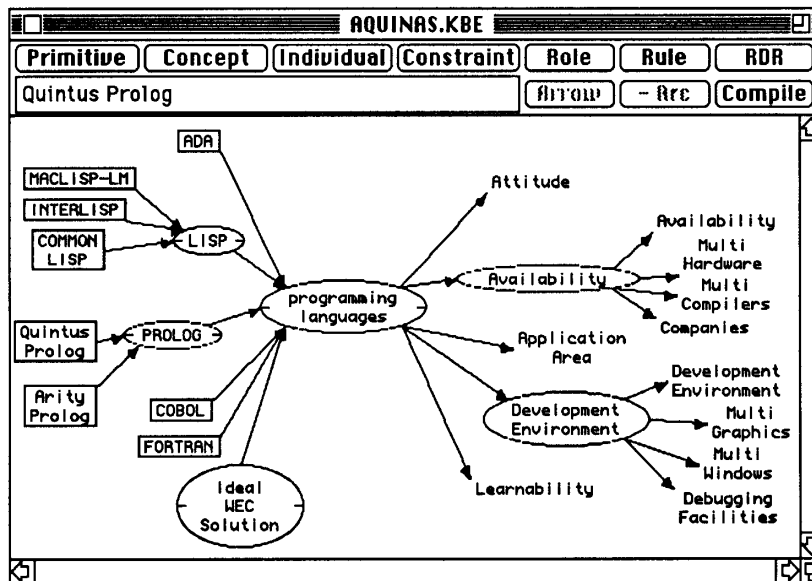 AQUINAS.KBE
Primitive Concept Individual Constraint Role Rule RDR
Quintus Prolog
Arrow - Arc Compile
ADA
MACLISP-LM
INTERLISP
COMMON
LISP
LISP
Quintus
Prolog
PROLOG
Arity
Prolog
COBOL
FORTRAN
Ideal
WEC
Solution
programming
languages
Attitude
Availability
Availability
Multi
Hardware
Multi
Compilers
Companies
Application
Area
Development
Environment
Development
Environment
Multi
Graphics
Multi
Windows
Debugging
Facilities
Learnability